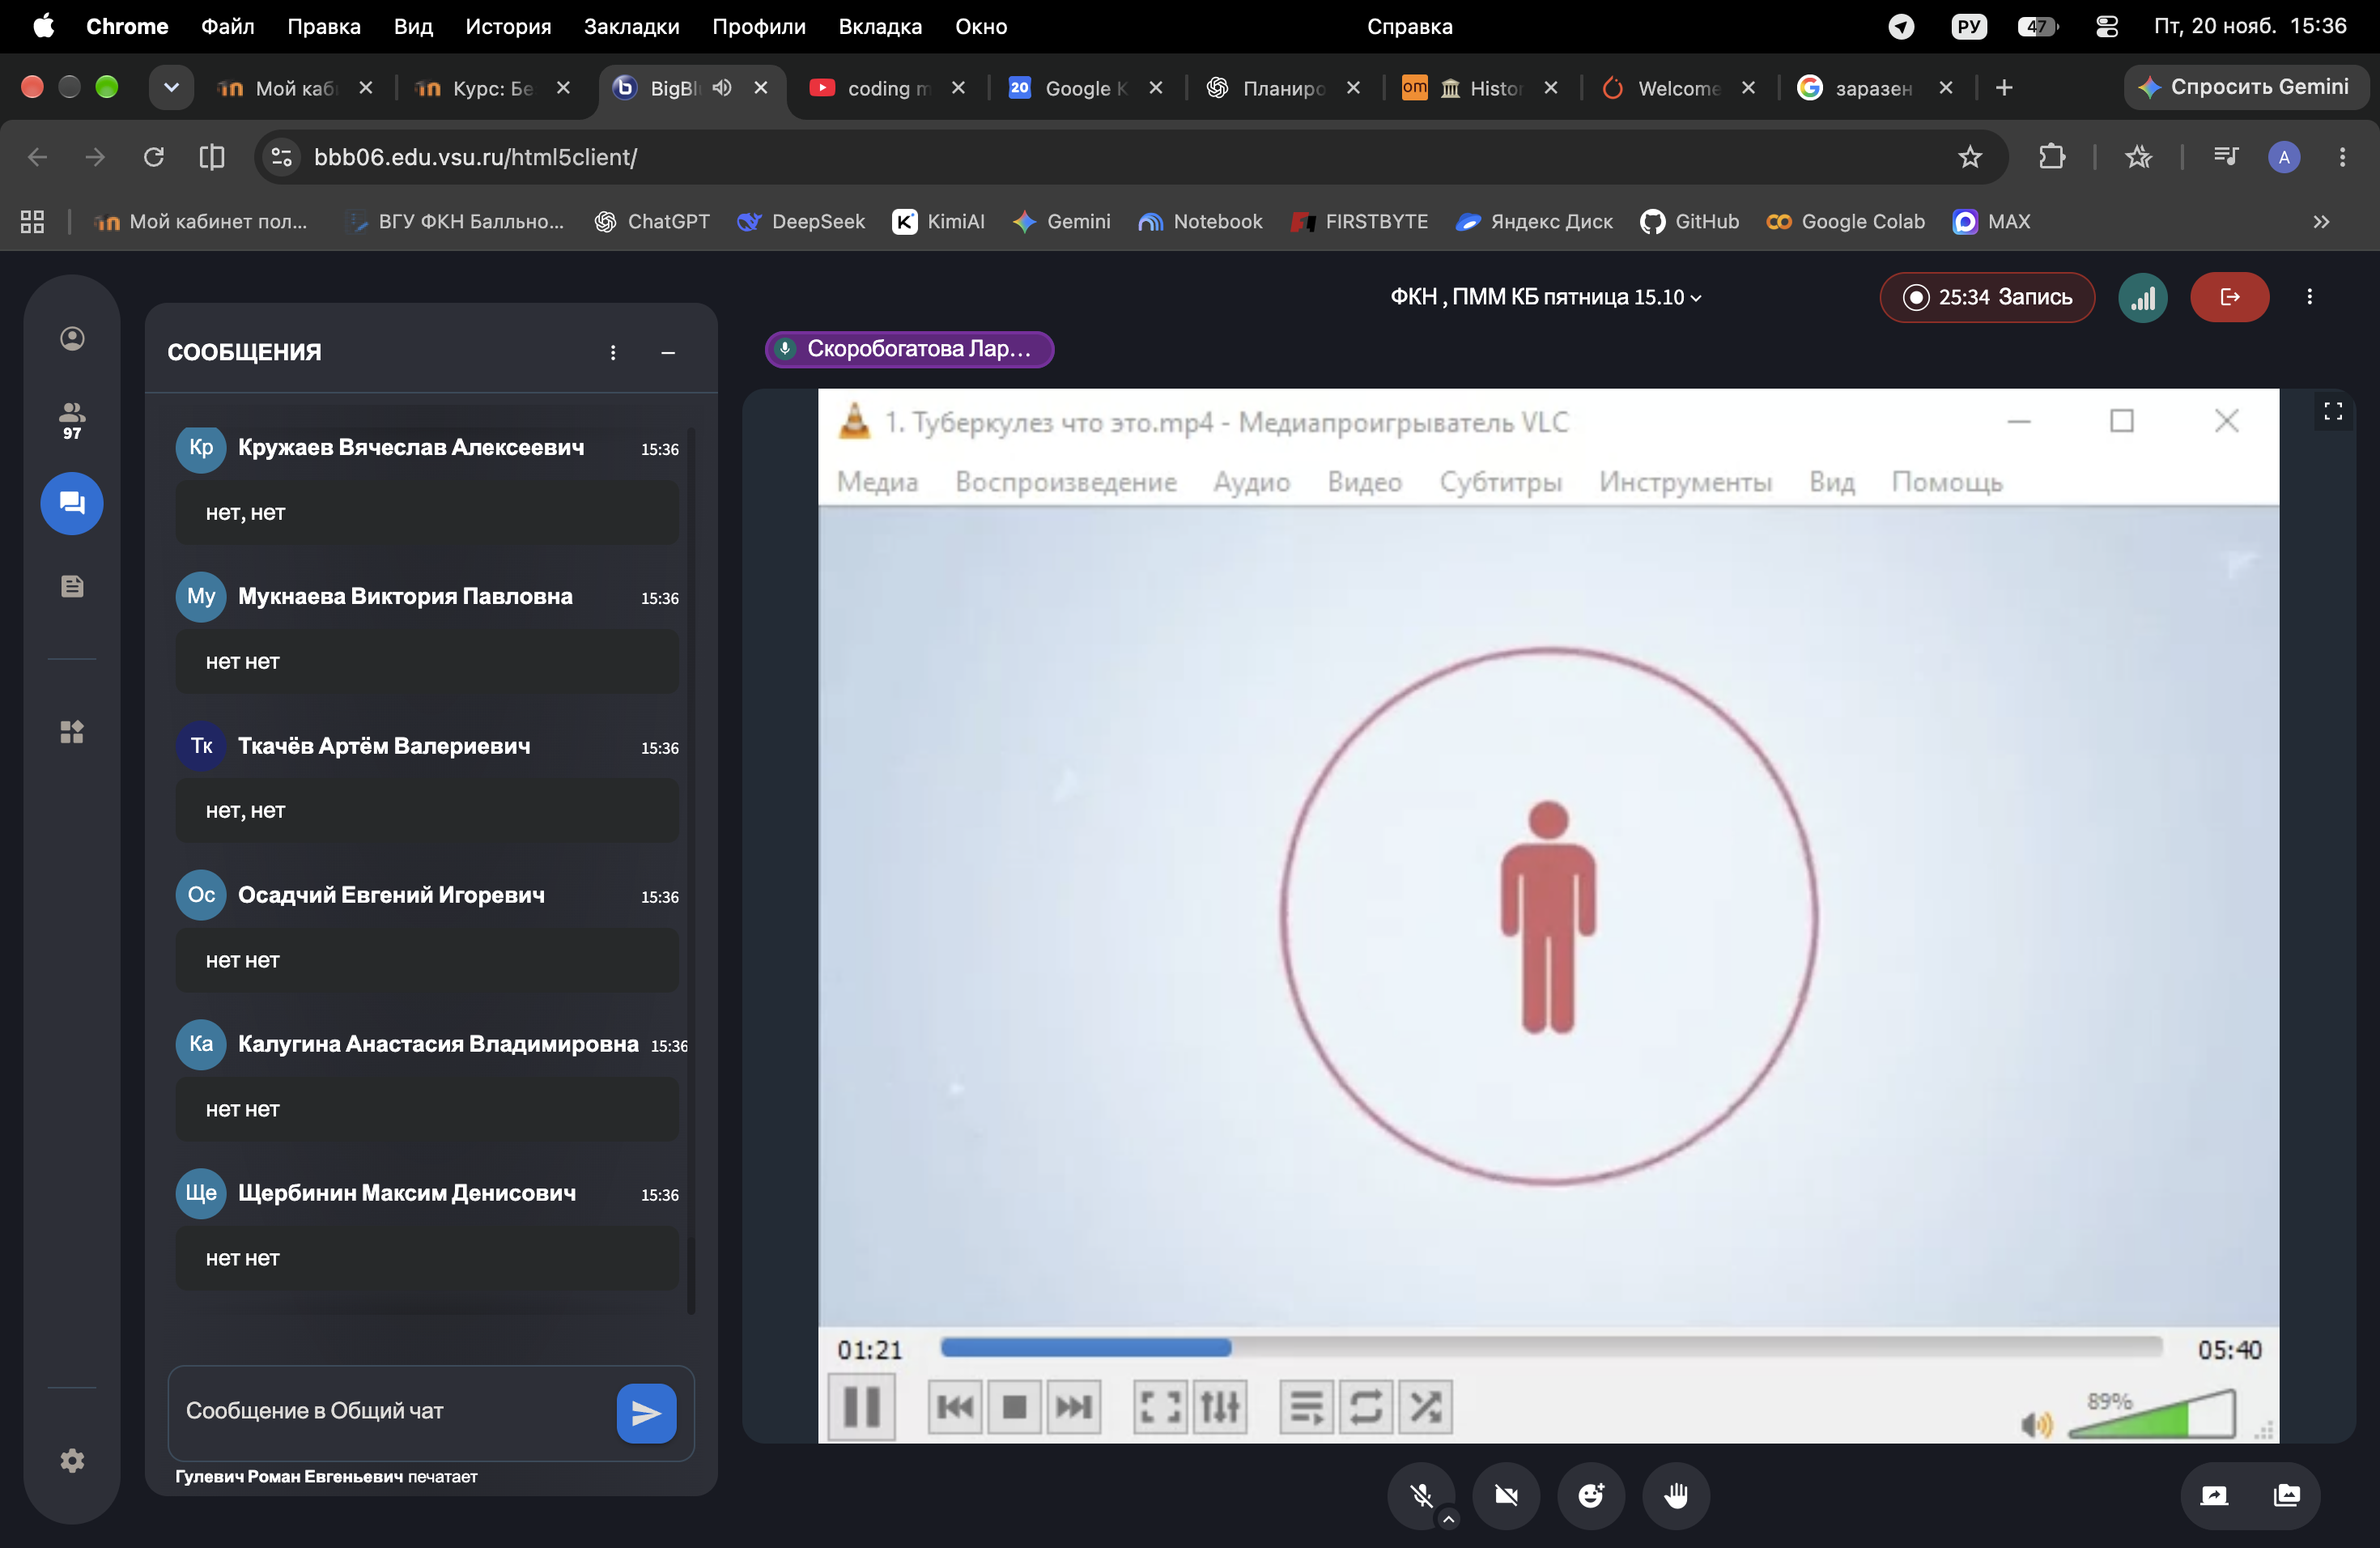 Chrome Файл Правка Вид История Закладки Профили Вкладка Окно Справка РУ 47 Пт, 20 нояб. 15:36
Мой каб Курс: Бе BigBl coding m 20 Google К Планиро om Histor Welcome заразен Спросить Gemini
bbb06.edu.vsu.ru/html5client/ A
Мой кабинет пол... ВГУ ФКН Балльно... ChatGPT DeepSeek KimiAI Gemini Notebook FIRSTBYTE Яндекс Диск GitHub Google Colab MAX
ФКН , ПММ КБ пятница 15.10
25:34 Запись
97
СООБЩЕНИЯ
Кр Кружаев Вячеслав Алексеевич 15:36
нет, нет
Му Мукнаева Виктория Павловна 15:36
нет нет
Тк Ткачёв Артём Валериевич 15:36
нет, нет
Ос Осадчий Евгений Игоревич 15:36
нет нет
Ка Калугина Анастасия Владимировна 15:36
нет нет
Ще Щербинин Максим Денисович 15:36
нет нет
Сообщение в Общий чат
Гулевич Роман Евгеньевич печатает
Скоробогатова Лар...
1. Туберкулез что это.mp4 - Медиапроигрыватель VLC
Медиа Воспроизведение Аудио Видео Субтитры Инструменты Вид Помощь
01:21 05:40
89%